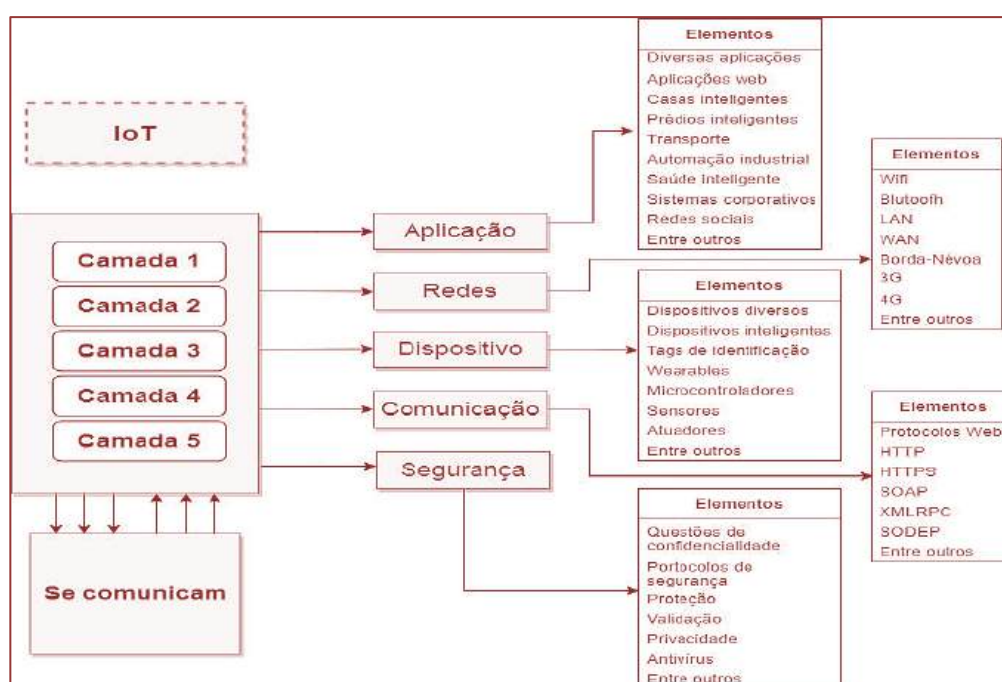 IoT
Camada 1
Camada 2
Camada 3
Camada 4
Camada 5
Se comunicam
Aplicação
Redes
Dispositivo
Comunicação
Segurança
Elementos
Diversas aplicações
Aplicações web
Casas inteligentes
Prédios inteligentes
Transporte
Automação industrial
Saúde inteligente
Sistemas corporativos
Redes sociais
Entre outros
Elementos
Wifi
Blutoofh
LAN
WAN
Borda-Névoa
3G
4G
Entre outros
Elementos
Dispositivos diversos
Dispositivos inteligentes
Tags de identificação
Wearables
Microcontroladores
Sensores
Atuadores
Entre outros
Elementos
Protocolos Web
HTTP
HTTPS
SOAP
XMLRPC
SODEP
Entre outros
Elementos
Questões de
confidencialidade
Portocolos de
segurança
Proteção
Validação
Privacidade
Antivírus
Entre outros